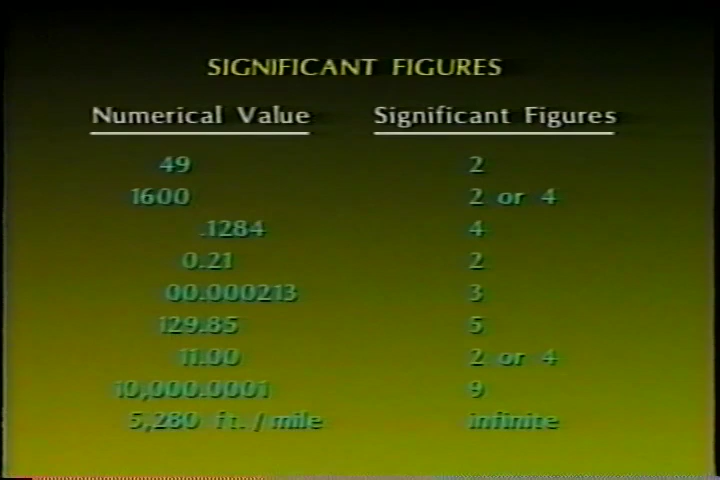 SIGNIFICANT FIGURES
Numerical Value Significant Figures
49 2
1600 2 or 4
.1284 4
0.21 2
00.000213 3
129.85 5
11.00 2 or 4
10,000.0001 9
5,280 ft./mile infinite